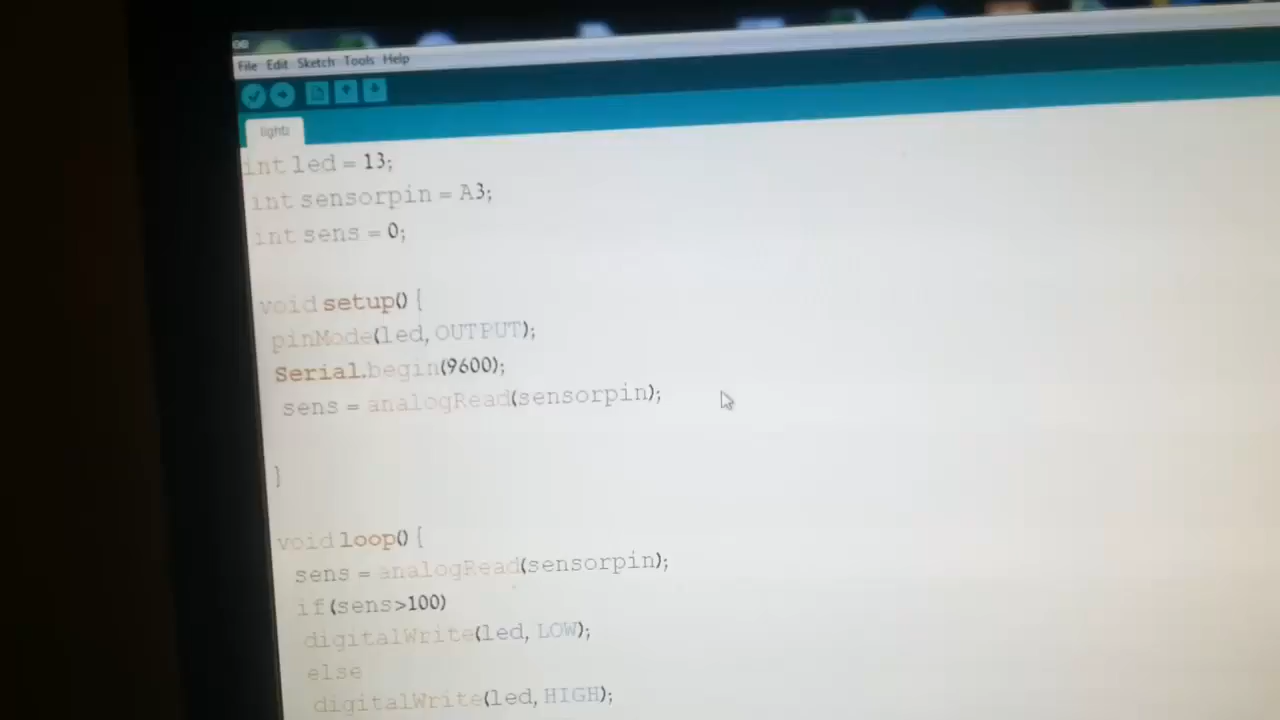 File Edit Sketch Tools Help
light
int led = 13;
int sensorpin = A3;
int sens = 0;
void setup() {
pinMode(led, OUTPUT);
Serial.begin(9600);
sens = analogRead(sensorpin);
}
void loop() {
sens = analogRead(sensorpin);
if(sens>100)
digitalWrite(led, LOW);
else
digitalWrite(led, HIGH);